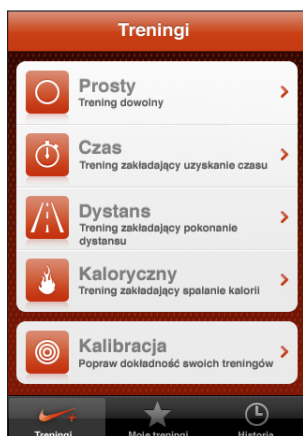 Treningi
Prosty
Trening dowolny
Czas
Trening zakładający uzyskanie czasu
Dystans
Trening zakładający pokonanie
dystansu
Kaloryczny
Trening zakładający spalanie kalorii
Kalibracja
Popraw dokładność swoich treningów
Treningi
Moje treningi
Historia